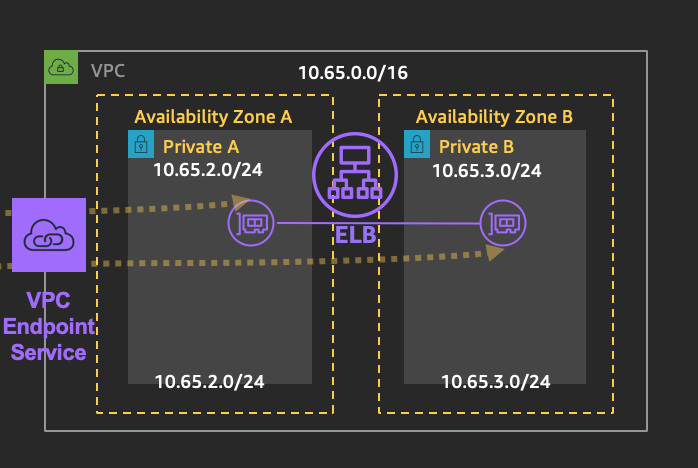 VPC
10.65.0.0/16
Availability Zone A
Availability Zone B
Private A
10.65.2.0/24
Private B
10.65.3.0/24
ELB
VPC
Endpoint
Service
10.65.2.0/24
10.65.3.0/24